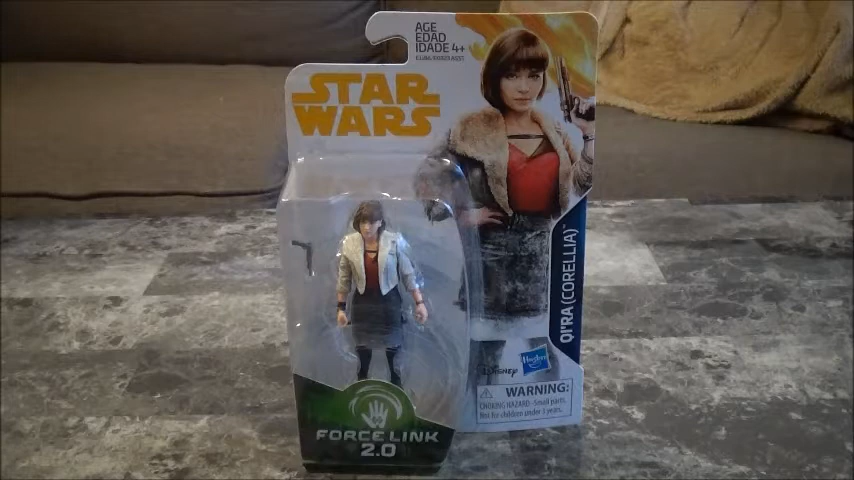 AGE
EDAD
IDADE 4+
STAR
WARS
QI'RA (CORELLIA)
Disney
Hasbro
WARNING:
CHOKING HAZARD - Small parts.
Not for children under 3 years.
FORCE LINK
2.0